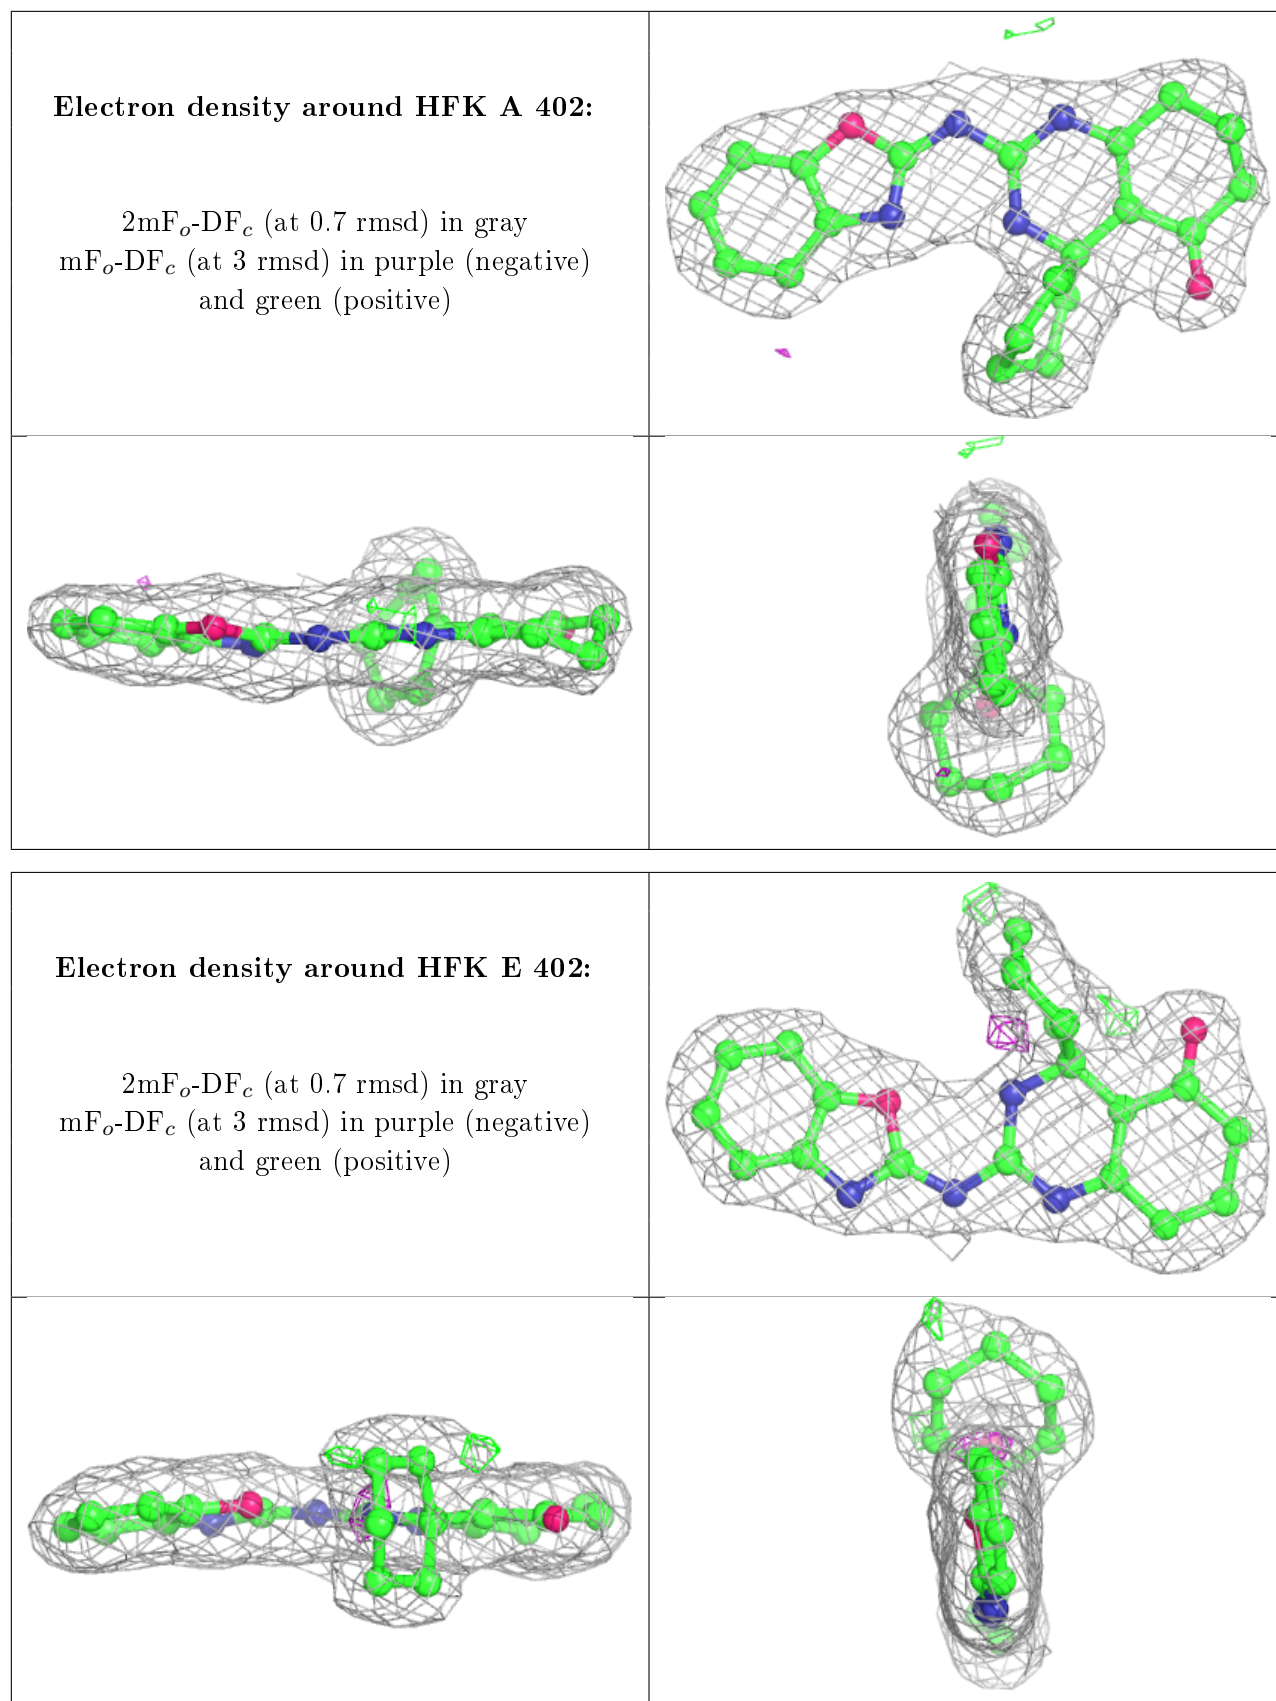 Electron density around HFK A 402:
2mFₒ-DF𝑐 (at 0.7 rmsd) in gray
mFₒ-DF𝑐 (at 3 rmsd) in purple (negative)
and green (positive)
Electron density around HFK E 402:
2mFₒ-DF𝑐 (at 0.7 rmsd) in gray
mFₒ-DF𝑐 (at 3 rmsd) in purple (negative)
and green (positive)